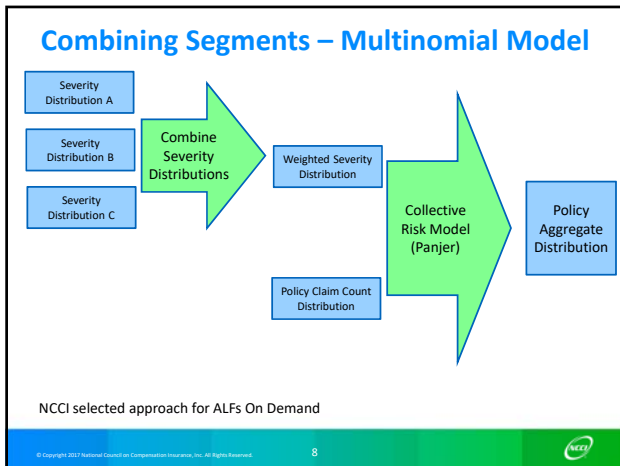 Combining Segments – Multinomial Model
Severity
Distribution A
Severity
Distribution B
Severity
Distribution C
Combine
Severity
Distributions
Weighted Severity
Distribution
Policy Claim Count
Distribution
Collective
Risk Model
(Panjer)
Policy
Aggregate
Distribution
NCCI selected approach for ALFs On Demand
© Copyright 2017 National Council on Compensation Insurance, Inc. All Rights Reserved.
8
NCCI